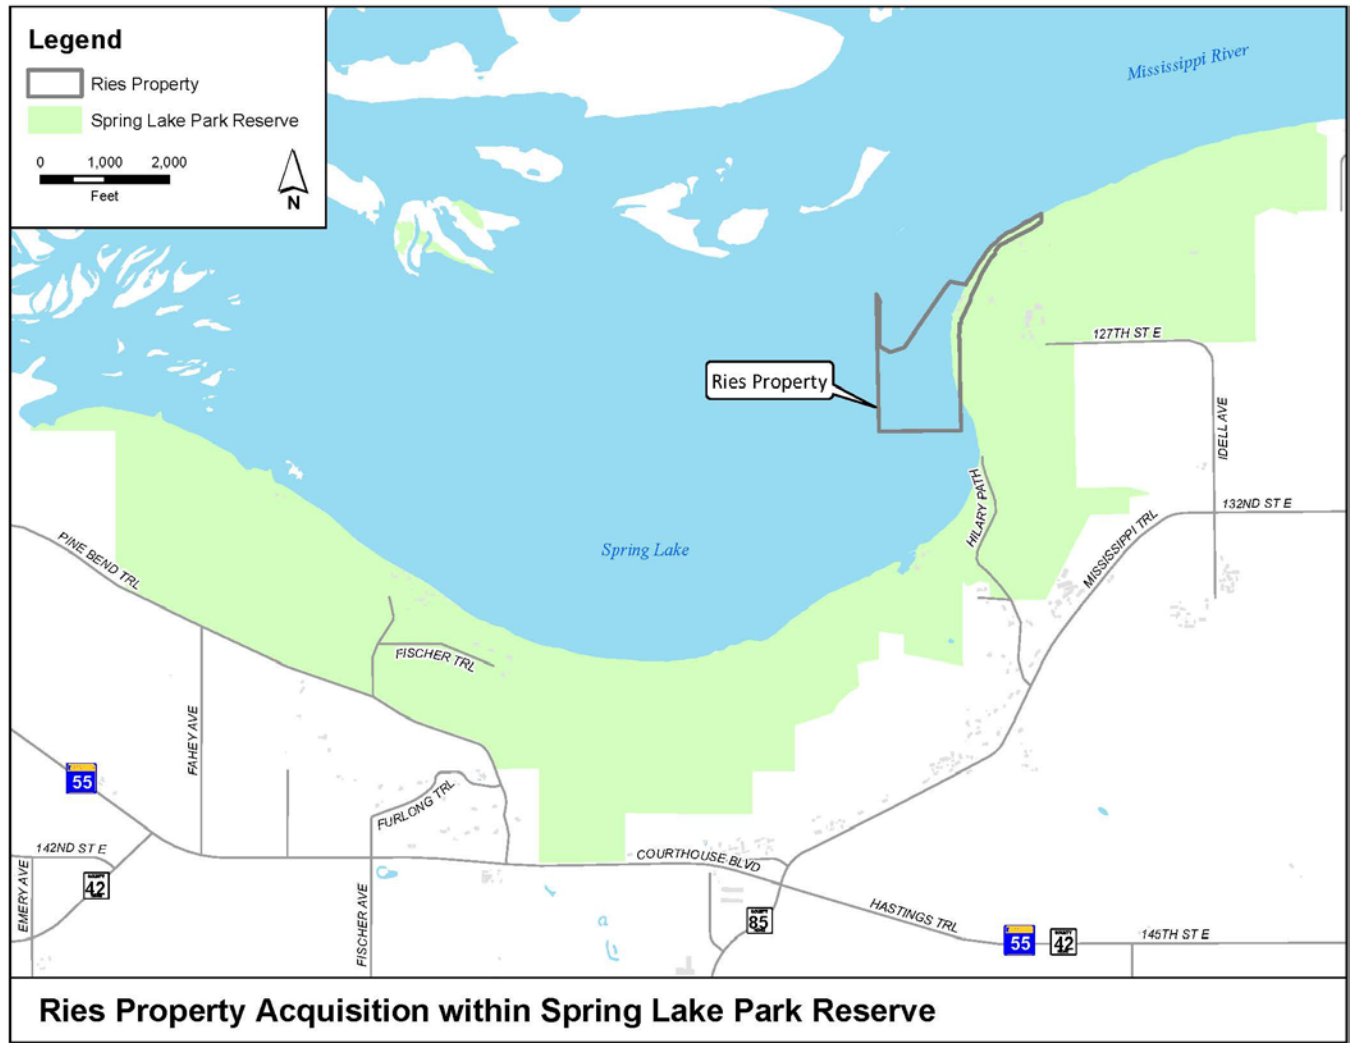 Legend
Ries Property
Spring Lake Park Reserve
0 1,000 2,000
Feet
N
Mississippi River
Ries Property
127TH ST E
IDELL AVE
132ND ST E
HILARY PATH
MISSISSIPPI TRL
Spring Lake
PINE BEND TRL
FISCHER TRL
FAHEY AVE
55
FURLONG TRL
142ND ST E
42
EMERY AVE
FISCHER AVE
COURTHOUSE BLVD
85
HASTINGS TRL
55
42
145TH ST E
Ries Property Acquisition within Spring Lake Park Reserve